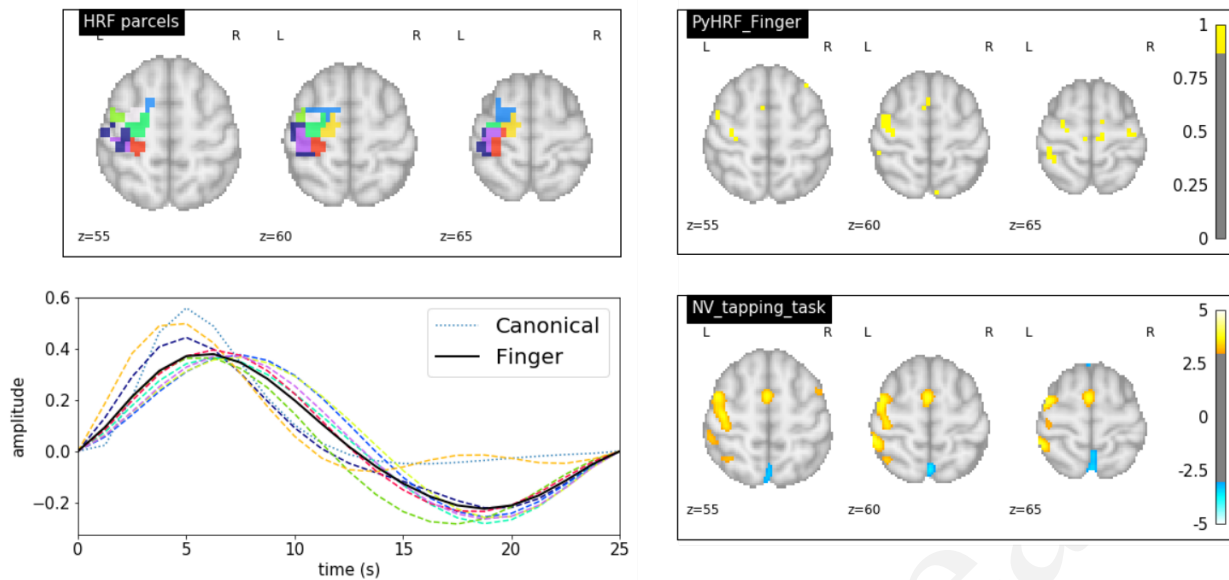 HRF parcels
L R L R L R
z=55 z=60 z=65
PyHRF_Finger
L R L R L R
z=55 z=60 z=65
1
0.75
0.5
0.25
0
amplitude
0.6
0.4
0.2
0.0
−0.2
Canonical
Finger
0 5 10 15 20 25
time (s)
NV_tapping_task
L R L R L R
z=55 z=60 z=65
5
2.5
0
-2.5
-5